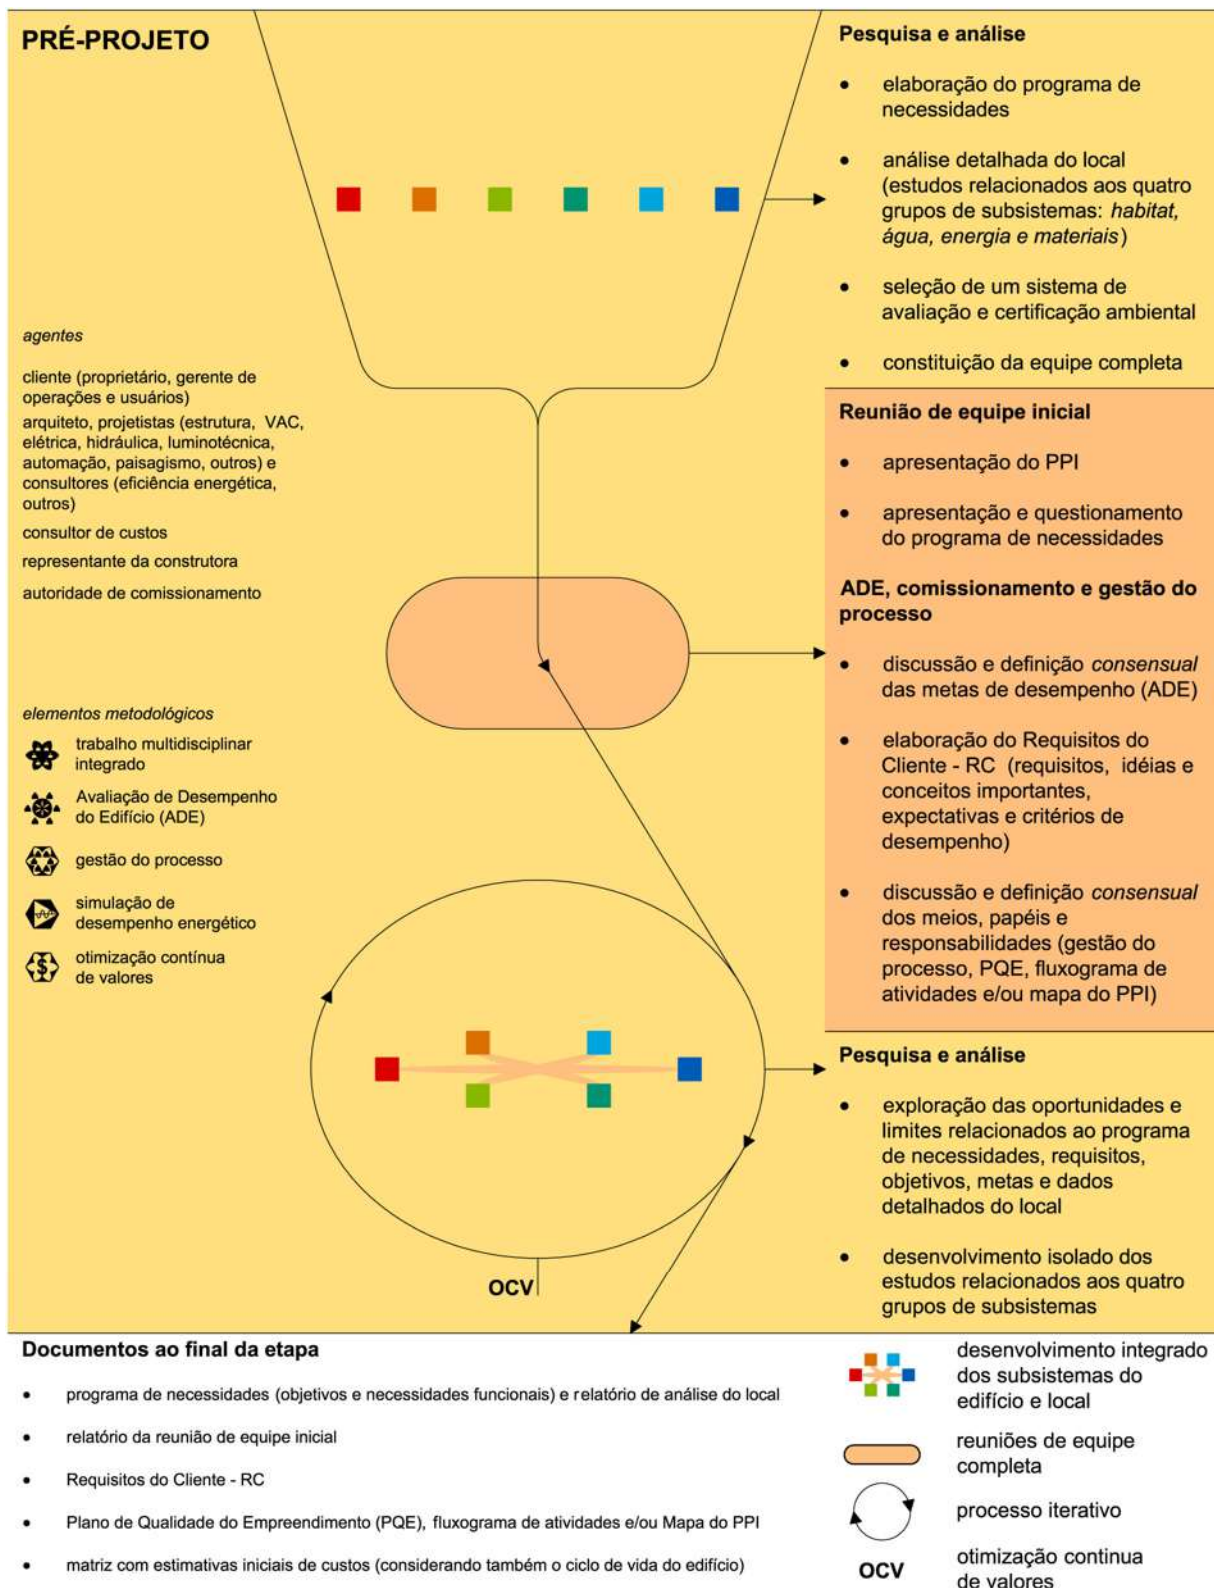 PRÉ-PROJETO
agentes
cliente (proprietário, gerente de
operações e usuários)
arquiteto, projetistas (estrutura, VAC,
elétrica, hidráulica, luminotécnica,
automação, paisagismo, outros) e
consultores (eficiência energética,
outros)
consultor de custos
representante da construtora
autoridade de comissionamento
elementos metodológicos
trabalho multidisciplinar
integrado
Avaliação de Desempenho
do Edifício (ADE)
gestão do processo
simulação de
desempenho energético
otimização contínua
de valores
OCV
Pesquisa e análise
• elaboração do programa de
necessidades
• análise detalhada do local
(estudos relacionados aos quatro
grupos de subsistemas: habitat,
água, energia e materiais)
• seleção de um sistema de
avaliação e certificação ambiental
• constituição da equipe completa
Reunião de equipe inicial
• apresentação do PPI
• apresentação e questionamento
do programa de necessidades
ADE, comissionamento e gestão do
processo
• discussão e definição consensual
das metas de desempenho (ADE)
• elaboração do Requisitos do
Cliente - RC (requisitos, idéias e
conceitos importantes,
expectativas e critérios de
desempenho)
• discussão e definição consensual
dos meios, papéis e
responsabilidades (gestão do
processo, PQE, fluxograma de
atividades e/ou mapa do PPI)
Pesquisa e análise
• exploração das oportunidades e
limites relacionados ao programa
de necessidades, requisitos,
objetivos, metas e dados
detalhados do local
• desenvolvimento isolado dos
estudos relacionados aos quatro
grupos de subsistemas
Documentos ao final da etapa
• programa de necessidades (objetivos e necessidades funcionais) e relatório de análise do local
• relatório da reunião de equipe inicial
• Requisitos do Cliente - RC
• Plano de Qualidade do Empreendimento (PQE), fluxograma de atividades e/ou Mapa do PPI
• matriz com estimativas iniciais de custos (considerando também o ciclo de vida do edifício)
desenvolvimento integrado
dos subsistemas do
edifício e local
reuniões de equipe
completa
processo iterativo
OCV
otimização continua
de valores